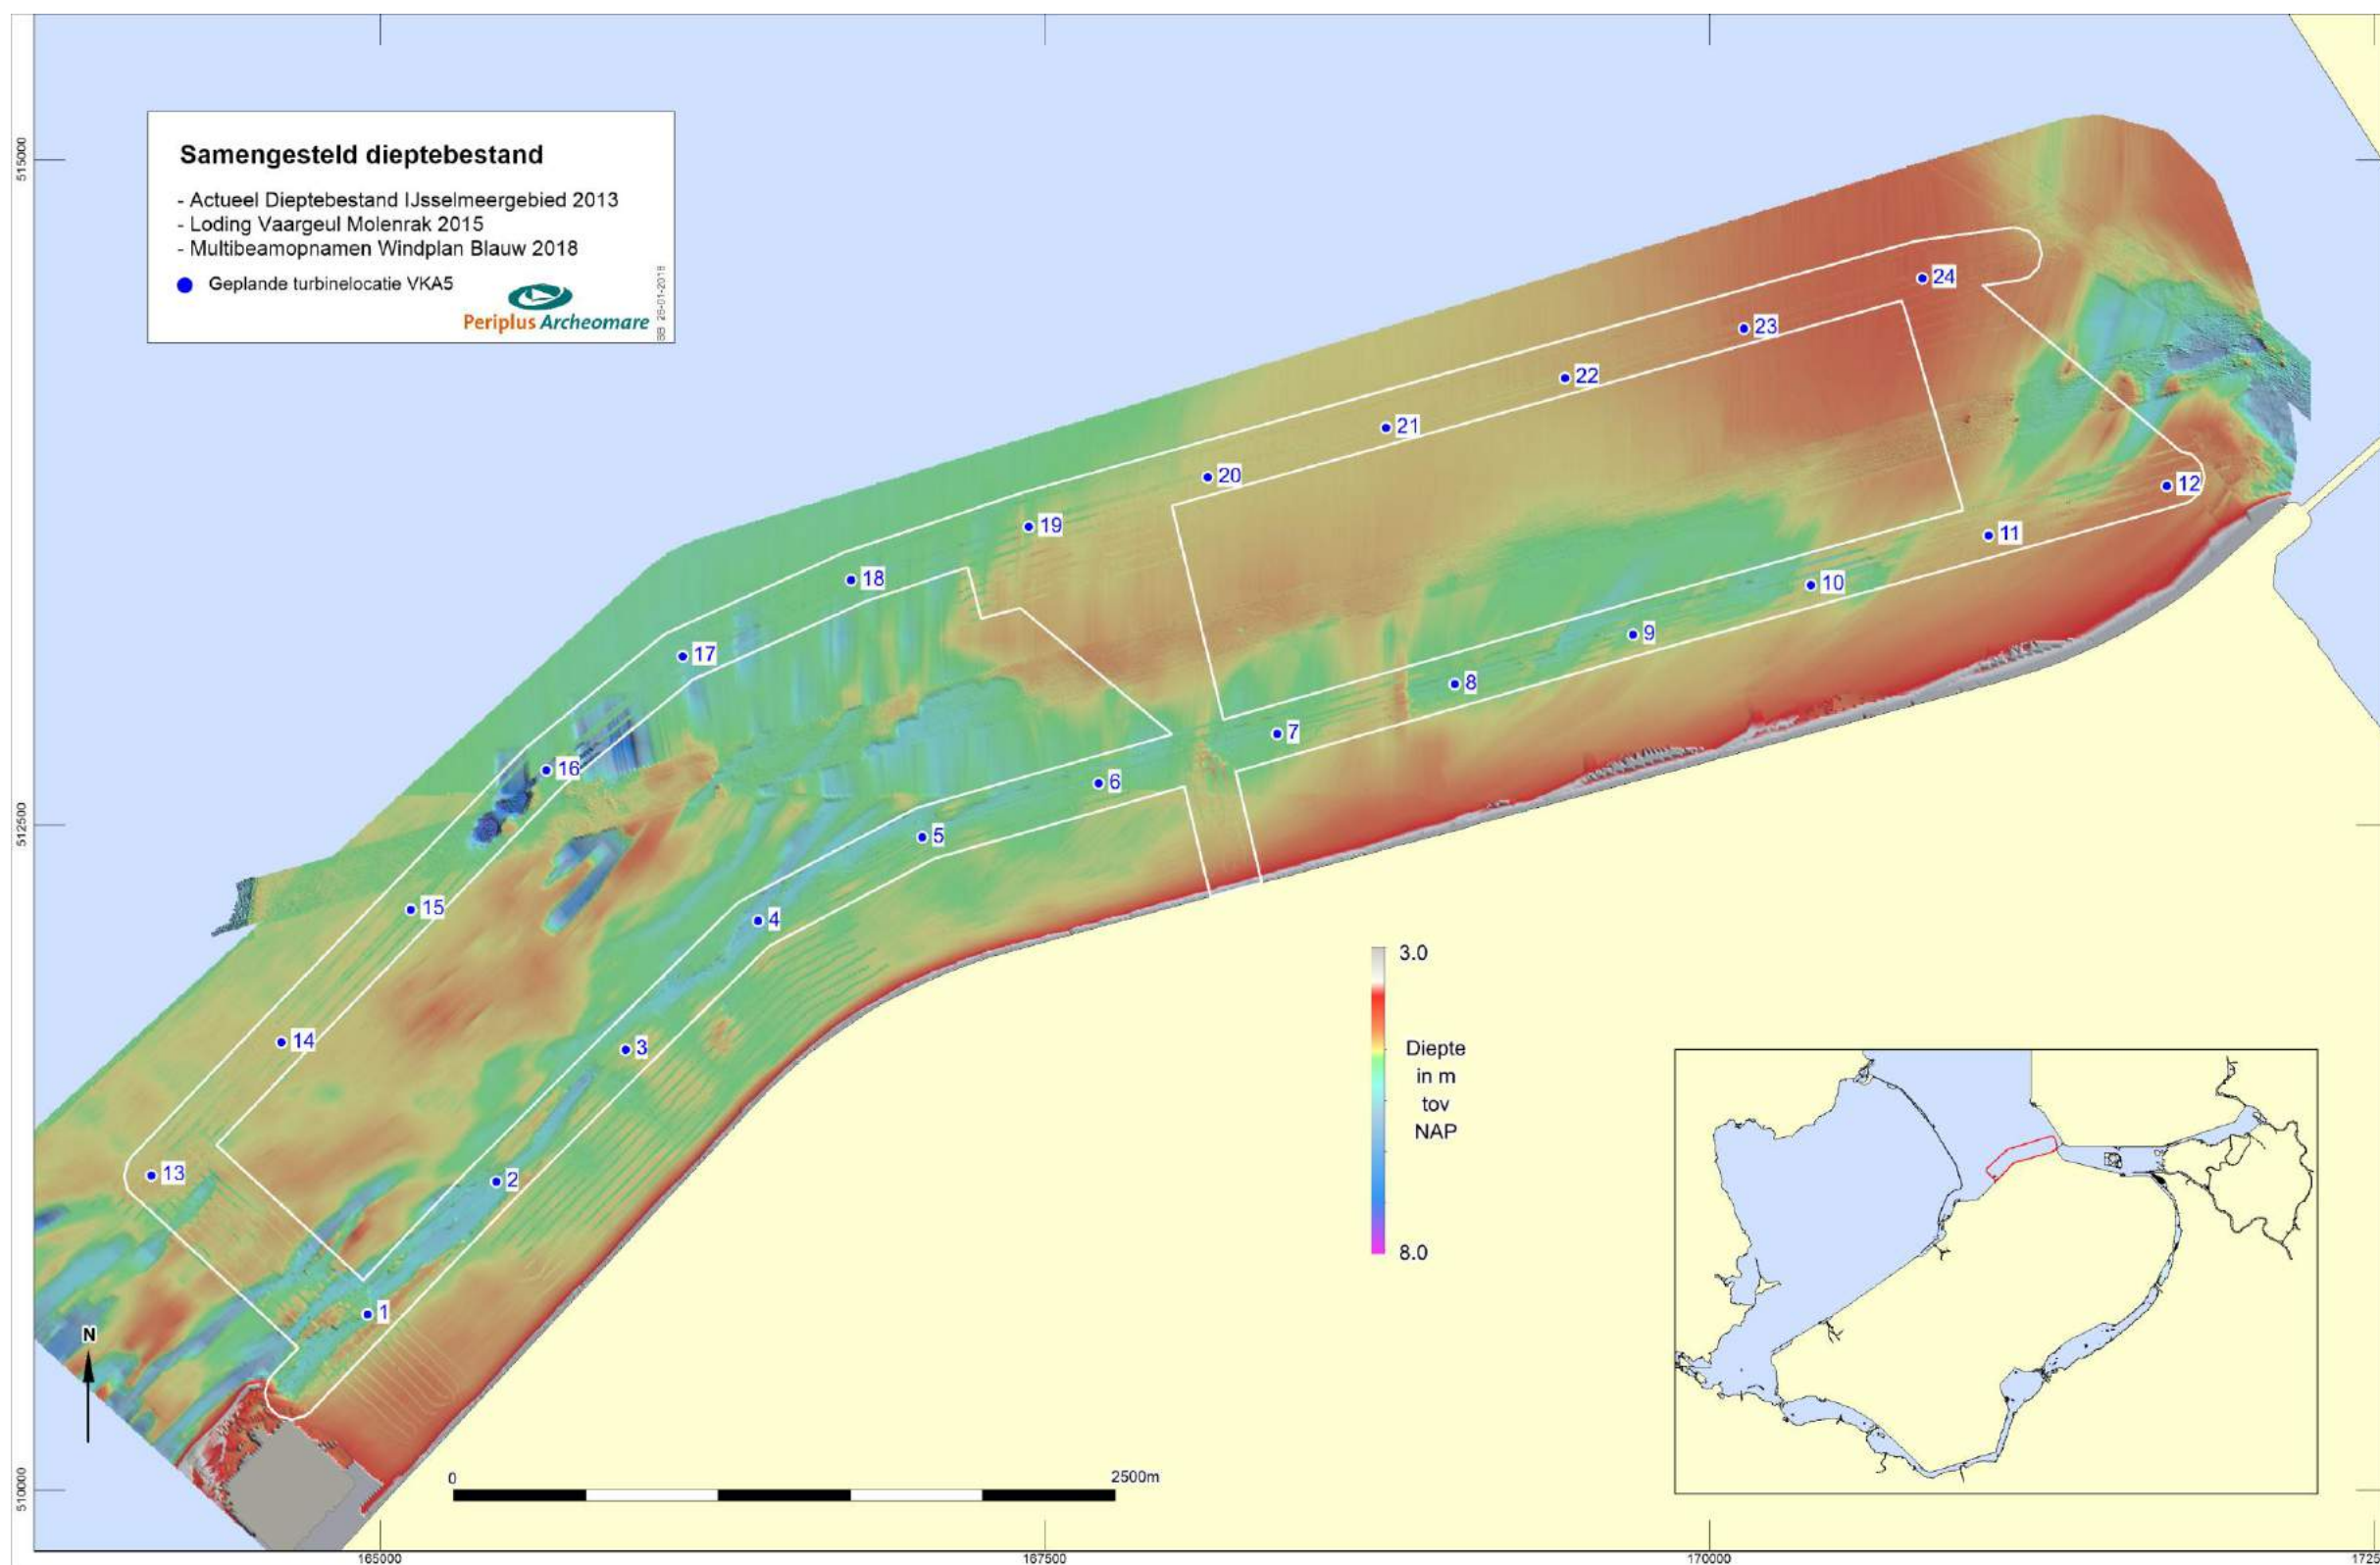 Samengesteld dieptebestand
- Actueel Dieptebestand IJsselmeergebied 2013
- Loding Vaargeul Molenrak 2015
- Multibeamopnamen Windplan Blauw 2018
Geplande turbinelocatie VKA5
Periplus Archeomare
515000
512500
510000
24
23
22
21
20
19
18
17
16
15
14
13
12
11
10
9
8
7
6
5
4
3
2
1
3.0
Diepte
in m
tov
NAP
8.0
N
0
2500m
165000
167500
170000